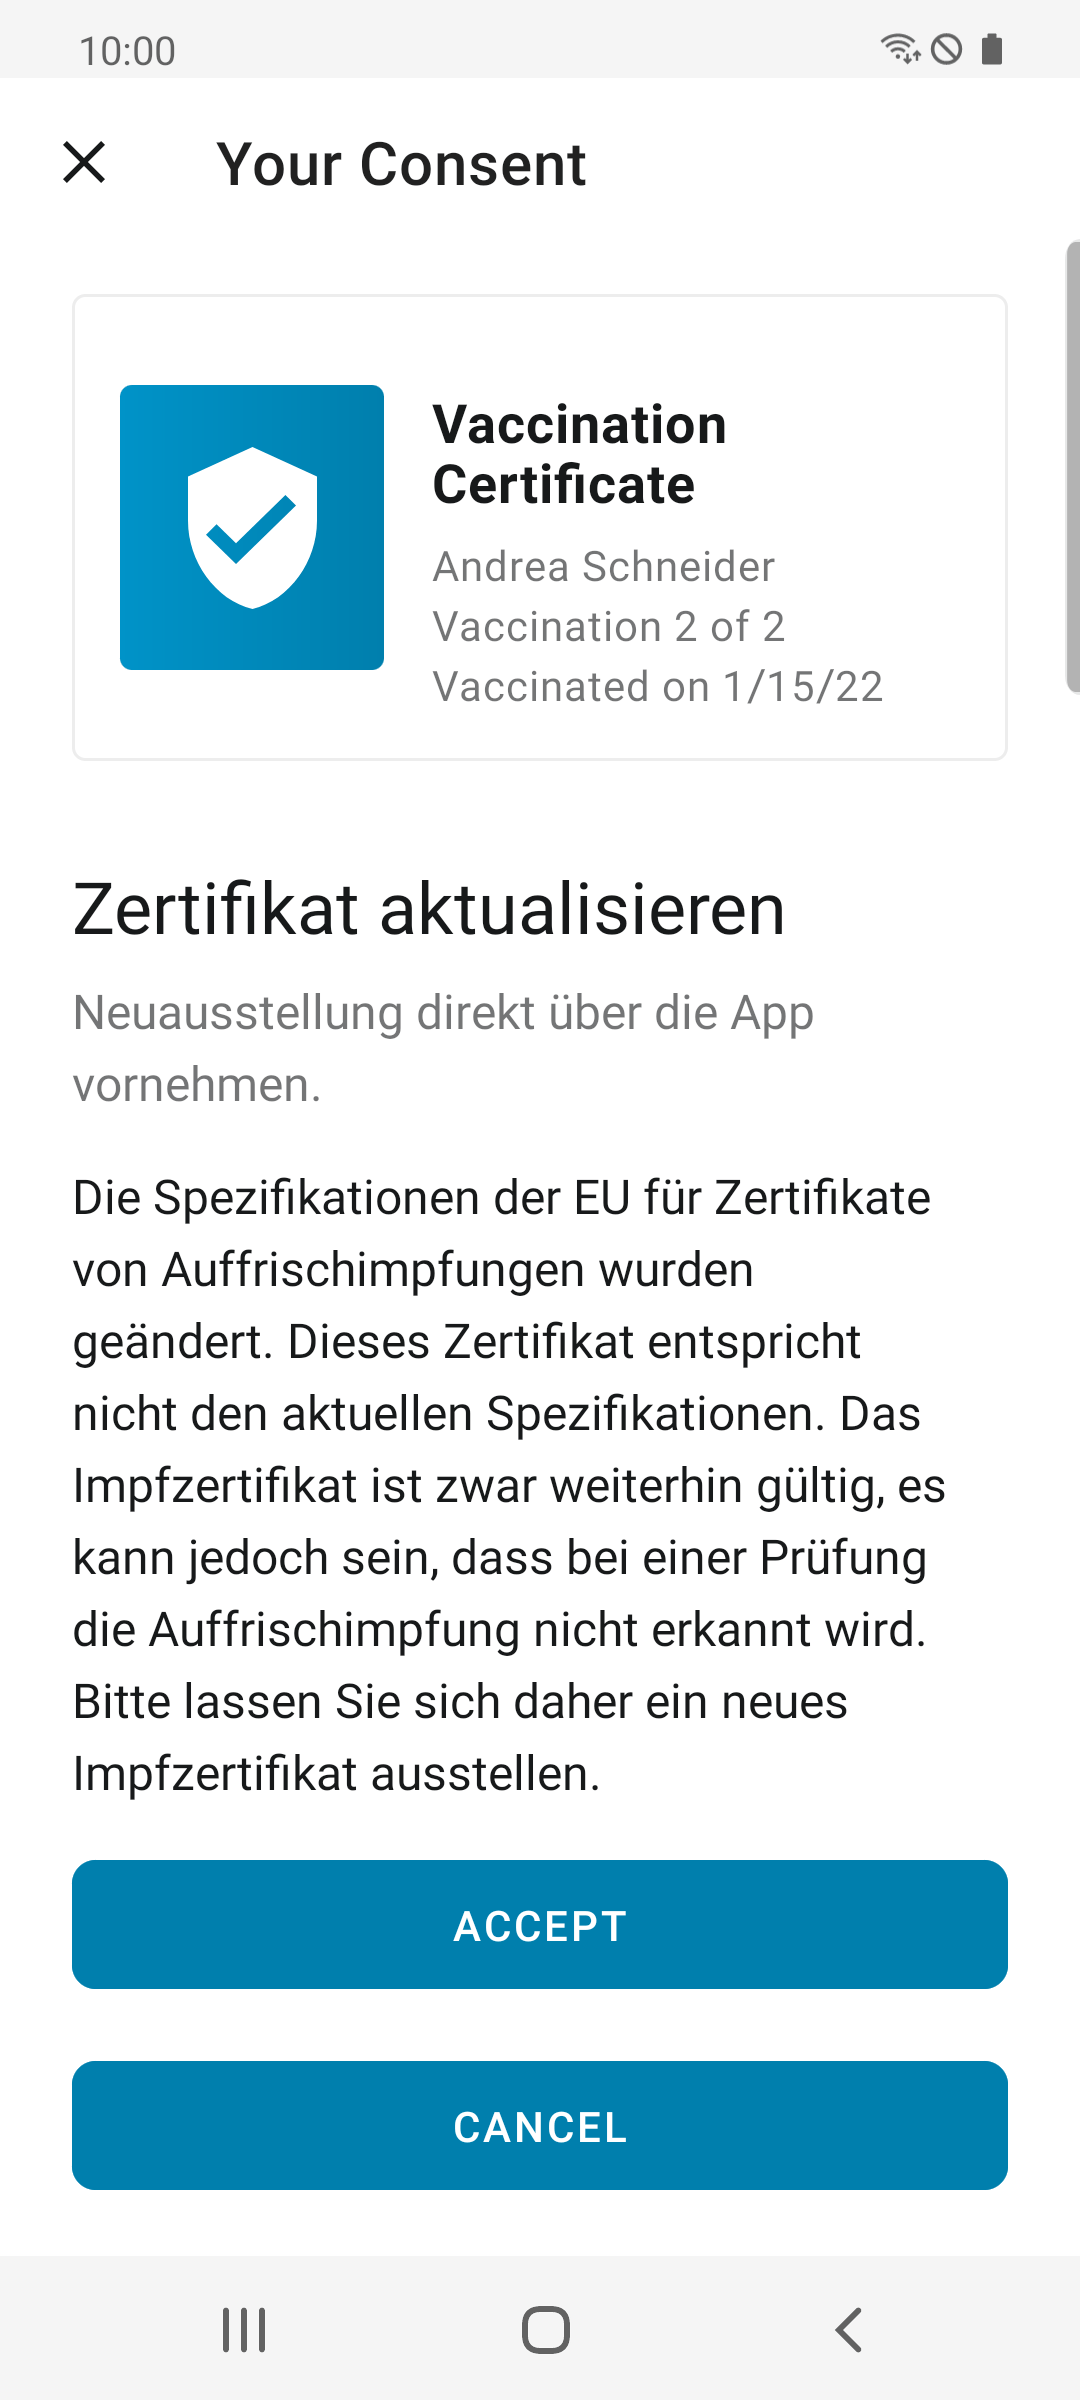 10:00
Your Consent
Vaccination
Certificate
Andrea Schneider
Vaccination 2 of 2
Vaccinated on 1/15/22
Zertifikat aktualisieren
Neuausstellung direkt über die App
vornehmen.
Die Spezifikationen der EU für Zertifikate
von Auffrischimpfungen wurden
geändert. Dieses Zertifikat entspricht
nicht den aktuellen Spezifikationen. Das
Impfzertifikat ist zwar weiterhin gültig, es
kann jedoch sein, dass bei einer Prüfung
die Auffrischimpfung nicht erkannt wird.
Bitte lassen Sie sich daher ein neues
Impfzertifikat ausstellen.
ACCEPT
CANCEL